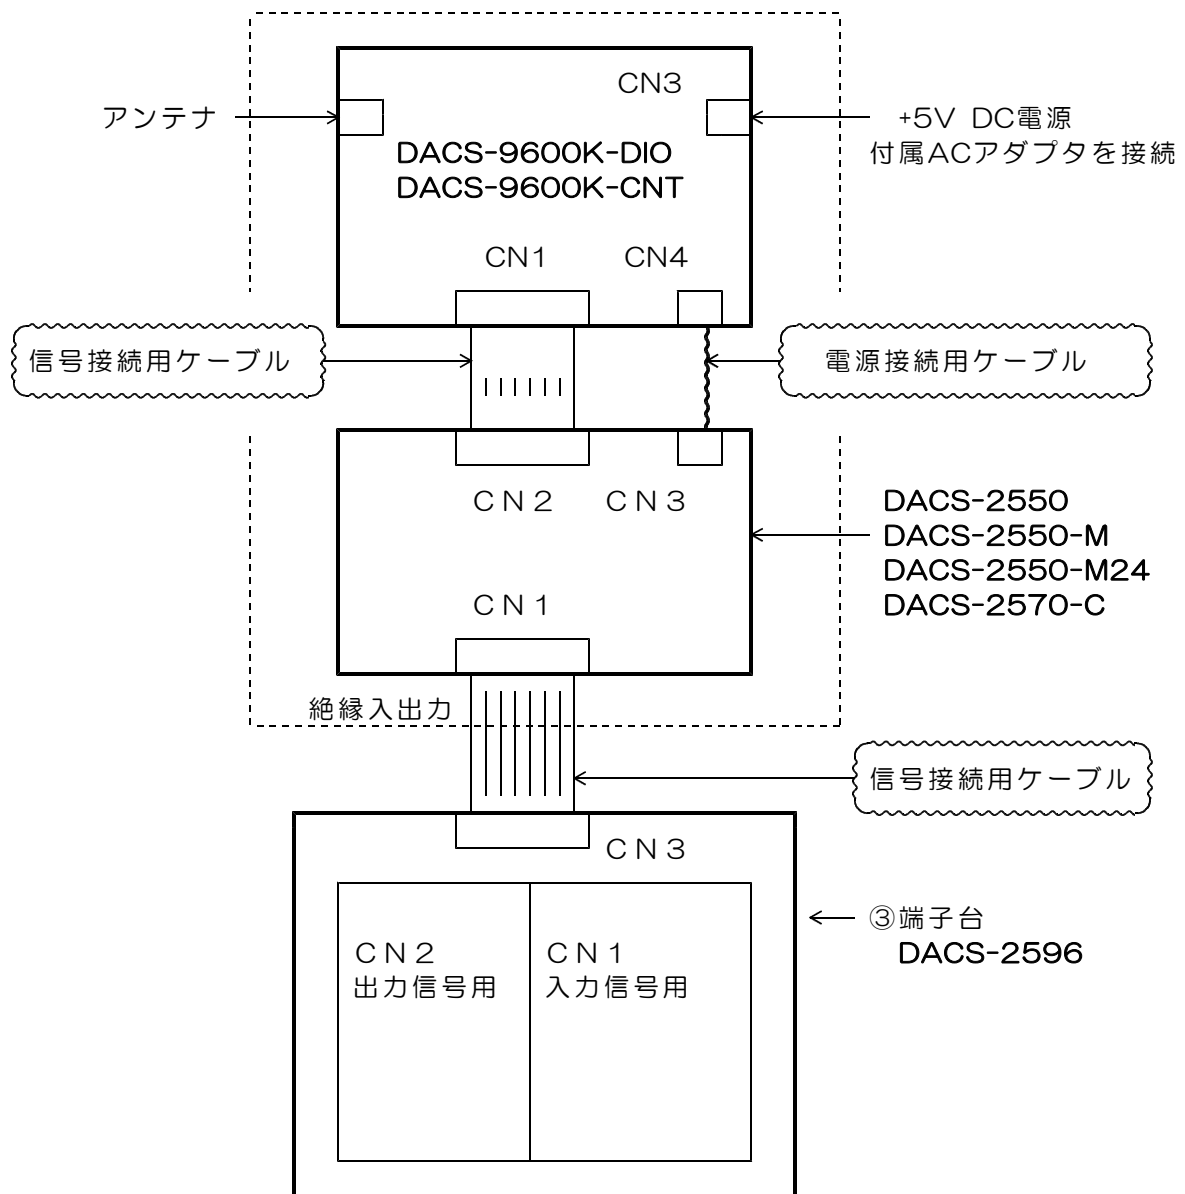 CN3
アンテナ
+5V DC電源
付属ACアダプタを接続
DACS-9600K-DIO
DACS-9600K-CNT
CN1
CN4
信号接続用ケーブル
電源接続用ケーブル
CN2
CN3
DACS-2550
DACS-2550-M
DACS-2550-M24
DACS-2570-C
CN1
絶縁入出力
信号接続用ケーブル
CN3
③端子台
DACS-2596
CN2
出力信号用
CN1
入力信号用